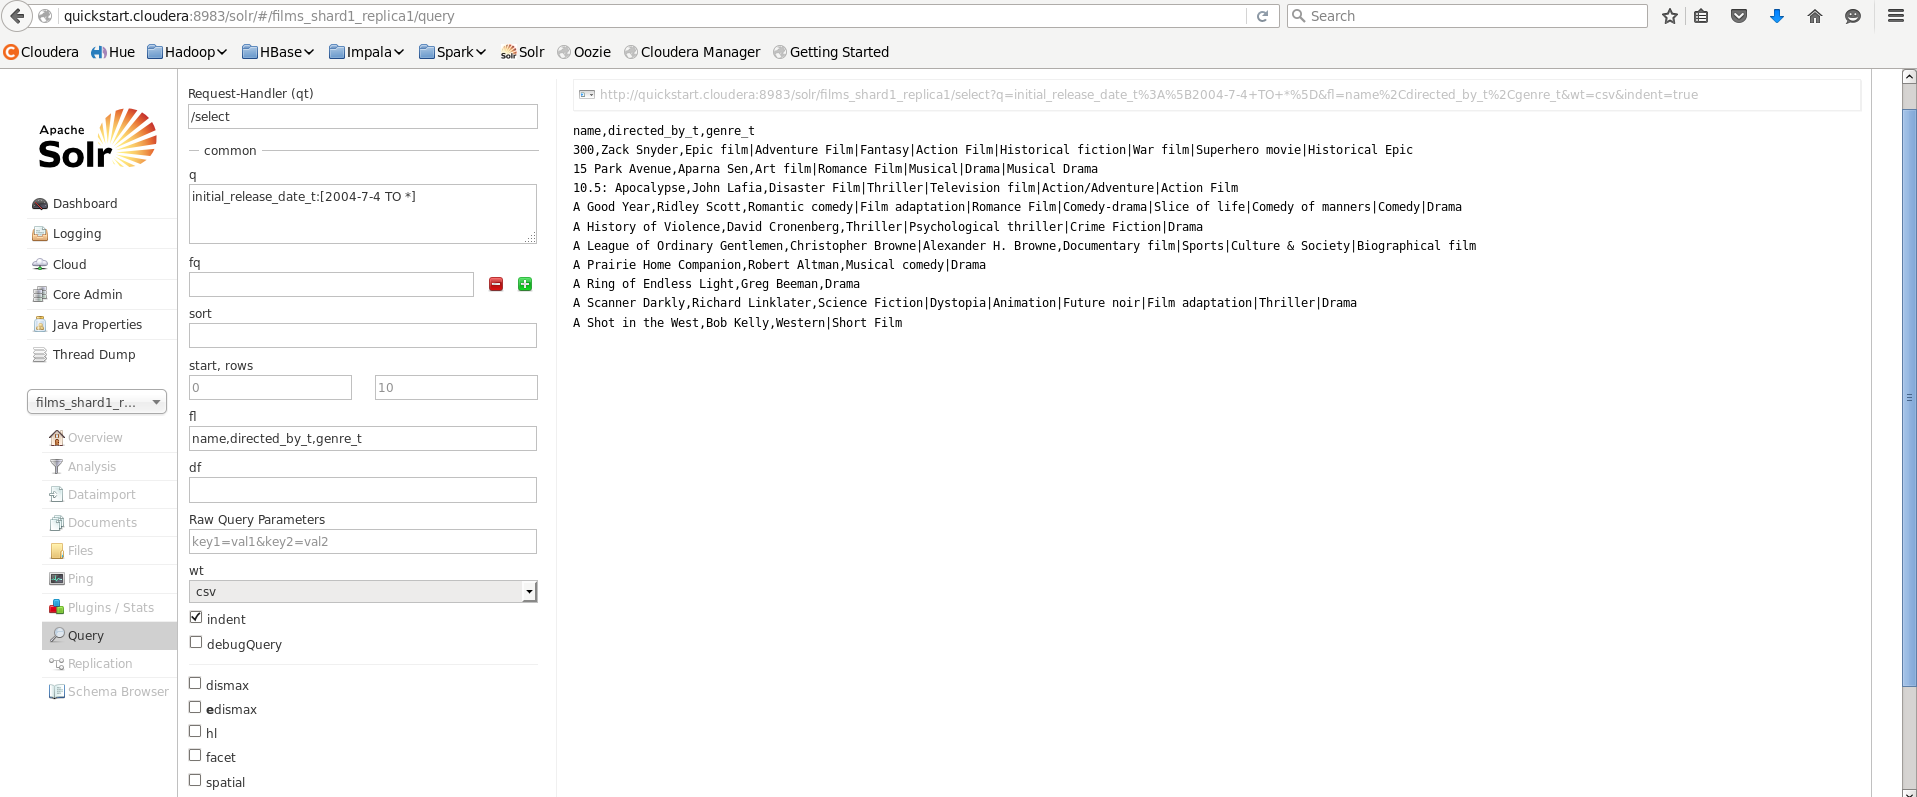 quickstart.cloudera:8983/solr/#/films_shard1_replica1/query
Search
Cloudera Hue Hadoop HBase Impala Spark Solr Oozie Cloudera Manager Getting Started
Apache
Solr
Dashboard
Logging
Cloud
Core Admin
Java Properties
Thread Dump
films_shard1_r...
Overview
Analysis
Dataimport
Documents
Files
Ping
Plugins / Stats
Query
Replication
Schema Browser
Request-Handler (qt)
/select
common
q
initial_release_date_t:[2004-7-4 TO *]
fq
sort
start, rows
0 10
fl
name,directed_by_t,genre_t
df
Raw Query Parameters
key1=val1&key2=val2
wt
csv
indent
debugQuery
dismax
edismax
hl
facet
spatial
http://quickstart.cloudera:8983/solr/films_shard1_replica1/select?q=initial_release_date_t%3A%5B2004-7-4+TO+*%5D&fl=name%2Cdirected_by_t%2Cgenre_t&wt=csv&indent=true
name,directed_by_t,genre_t
300,Zack Snyder,Epic film|Adventure Film|Fantasy|Action Film|Historical fiction|War film|Superhero movie|Historical Epic
15 Park Avenue,Aparna Sen,Art film|Romance Film|Musical|Drama|Musical Drama
10.5: Apocalypse,John Lafia,Disaster Film|Thriller|Television film|Action/Adventure|Action Film
A Good Year,Ridley Scott,Romantic comedy|Film adaptation|Romance Film|Comedy-drama|Slice of life|Comedy of manners|Comedy|Drama
A History of Violence,David Cronenberg,Thriller|Psychological thriller|Crime Fiction|Drama
A League of Ordinary Gentlemen,Christopher Browne|Alexander H. Browne,Documentary film|Sports|Culture & Society|Biographical film
A Prairie Home Companion,Robert Altman,Musical comedy|Drama
A Ring of Endless Light,Greg Beeman,Drama
A Scanner Darkly,Richard Linklater,Science Fiction|Dystopia|Animation|Future noir|Film adaptation|Thriller|Drama
A Shot in the West,Bob Kelly,Western|Short Film